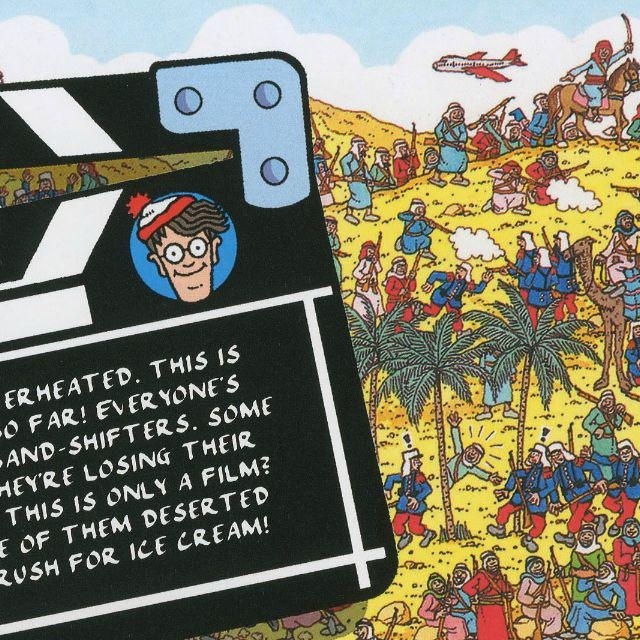 ERHEATED. THIS IS
SO FAR! EVERYONE'S
SAND-SHIFTERS. SOME
HEY'RE LOSING THEIR
THIS IS ONLY A FILM?
E OF THEM DESERTED
RUSH FOR ICE CREAM!